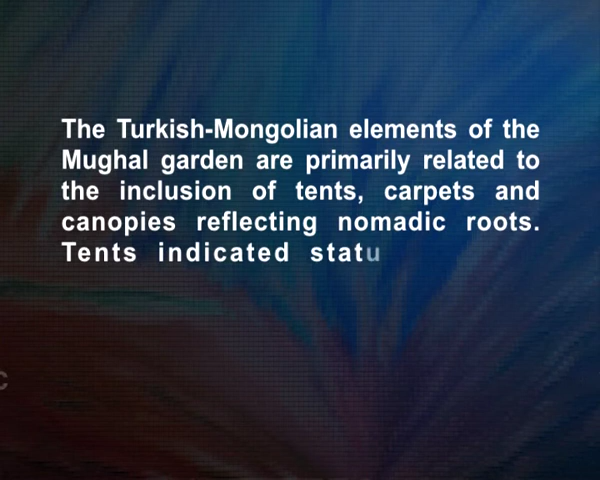 The Turkish-Mongolian elements of the
Mughal garden are primarily related to
the inclusion of tents, carpets and
canopies reflecting nomadic roots.
Tents indicated statu
c